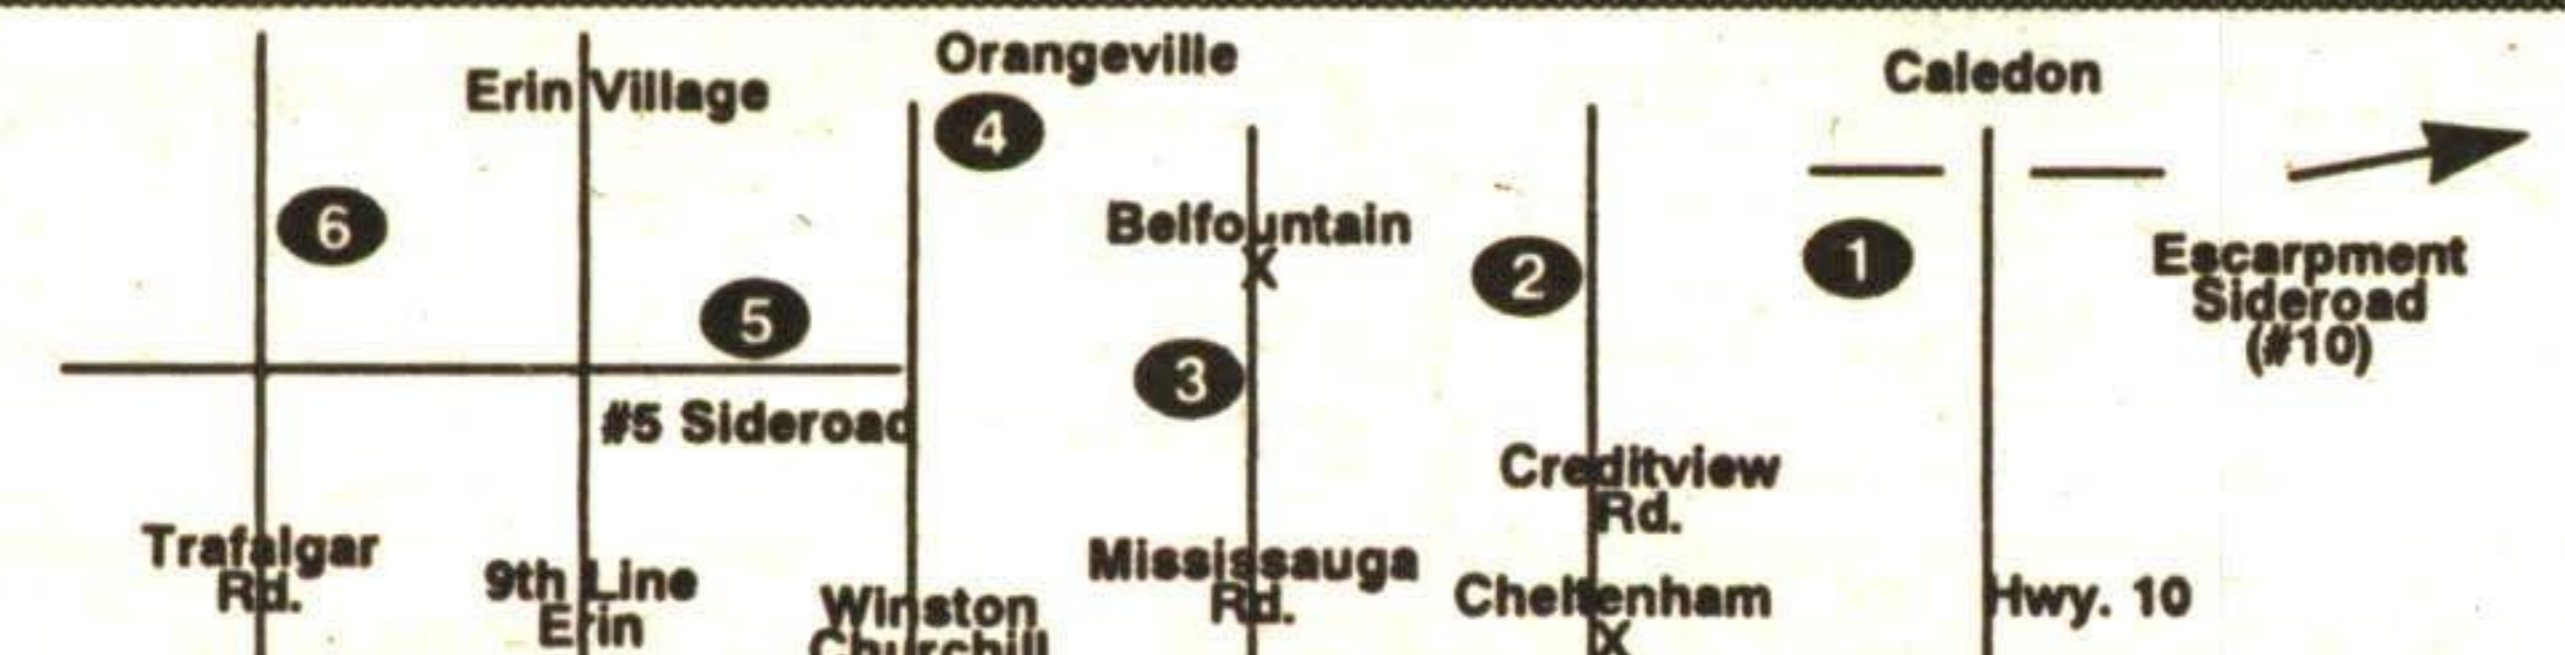 Orangeville
Caledon
Erin Village
4
6
Belfountain
X
2
1
Escarpment
Sideroad
(#10)
5
3
#5 Sideroad
Creditview
Rd.
Trafalgar
Rd.
9th Line
Erin
Winston
Churchill
Mississauga
Rd.
Cheltenham
X
Hwy. 10